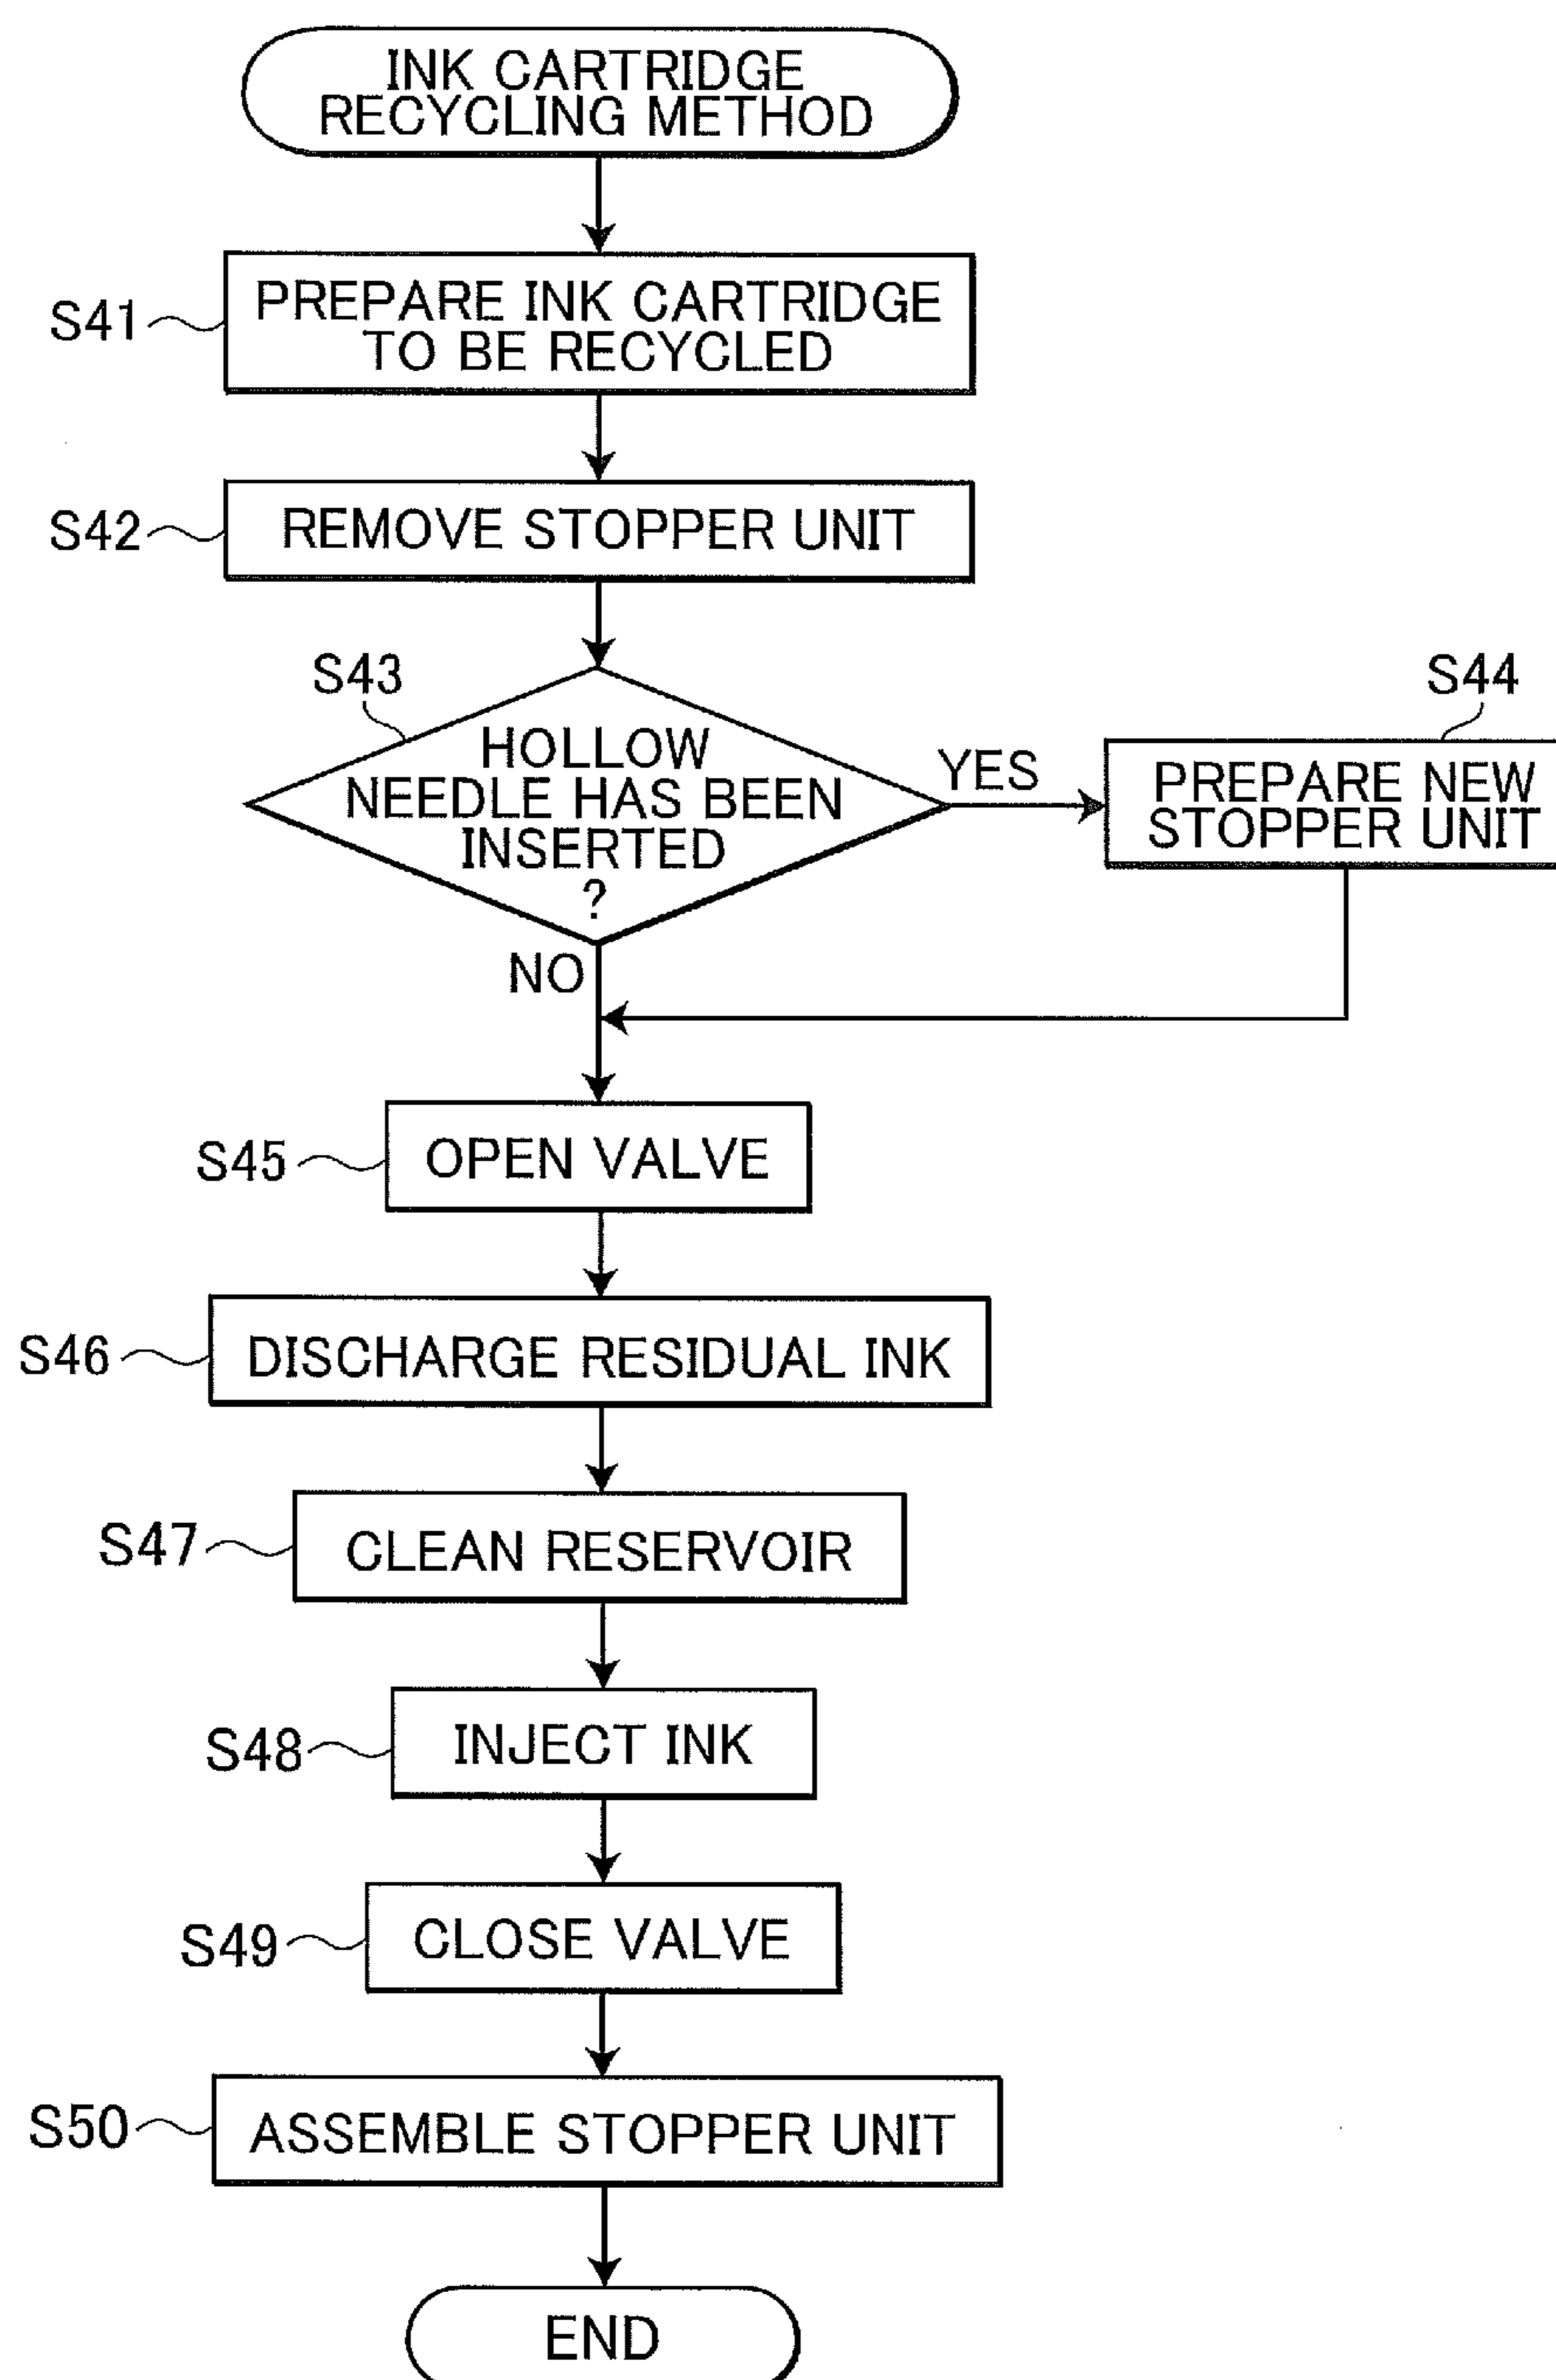 INK CARTRIDGE
RECYCLING METHOD
S41
PREPARE INK CARTRIDGE
TO BE RECYCLED
S42
REMOVE STOPPER UNIT
S43
HOLLOW
NEEDLE HAS BEEN
INSERTED
?
YES
S44
PREPARE NEW
STOPPER UNIT
NO
S45
OPEN VALVE
S46
DISCHARGE RESIDUAL INK
S47
CLEAN RESERVOIR
S48
INJECT INK
S49
CLOSE VALVE
S50
ASSEMBLE STOPPER UNIT
END